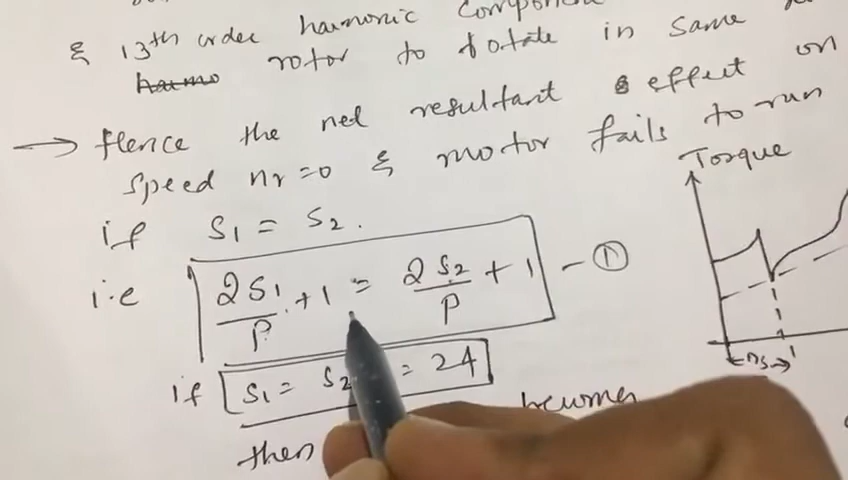 & 13th order harmonic
rotor to rotate in same
→ Hence the net resultant effect on
speed nr=0 & motor fails to run
if S1 = S2.
i.e 2S1/P + 1 = 2S2/P + 1 - ①
if S1 = S2 = 24
then becomes
Torque
ns